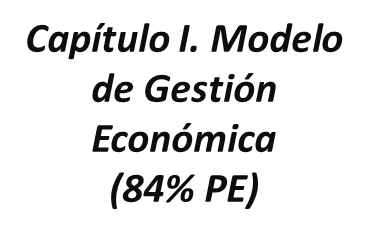 Capítulo I. Modelo
de Gestión
Económica
(84% PE)